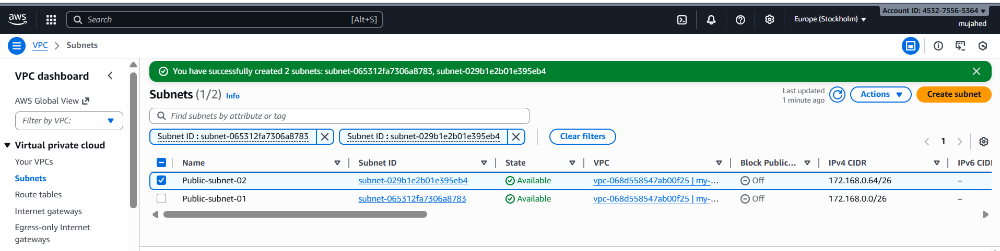 aws
Search [Alt+S]
Europe (Stockholm)
Account ID: 4532-7556-5364
mujahed
VPC > Subnets
VPC dashboard
AWS Global View
Filter by VPC:
Virtual private cloud
Your VPCs
Subnets
Route tables
Internet gateways
Egress-only Internet
gateways
You have successfully created 2 subnets: subnet-065312fa7306a8783, subnet-029b1e2b01e395eb4
Subnets (1/2) Info
Last updated
1 minute ago
Actions
Create subnet
Find subnets by attribute or tag
Subnet ID : subnet-065312fa7306a8783
Subnet ID : subnet-029b1e2b01e395eb4
Clear filters
1
Name Subnet ID State VPC Block Public... IPv4 CIDR IPv6 CID
Public-subnet-02 subnet-029b1e2b01e395eb4 Available vpc-068d558547ab00f25 | my-... Off 172.168.0.64/26 –
Public-subnet-01 subnet-065312fa7306a8783 Available vpc-068d558547ab00f25 | my-... Off 172.168.0.0/26 –